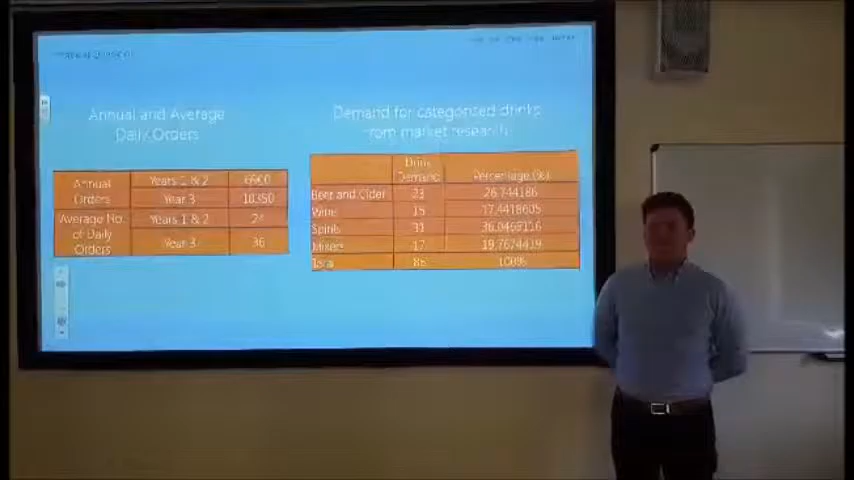 Annual and Average
Daily Orders
Annual Orders Years 1 & 2 6900
Year 3 10350
Average No. of Daily Orders Years 1 & 2 24
Year 3 36
Demand for categorized drinks
from market research
Drink Demand Percentage (%)
Beer and Cider 23 26.744186
Wine 15 17.4418605
Spirits 31 36.0465116
Mixers 17 19.7674419
Total 86 100%